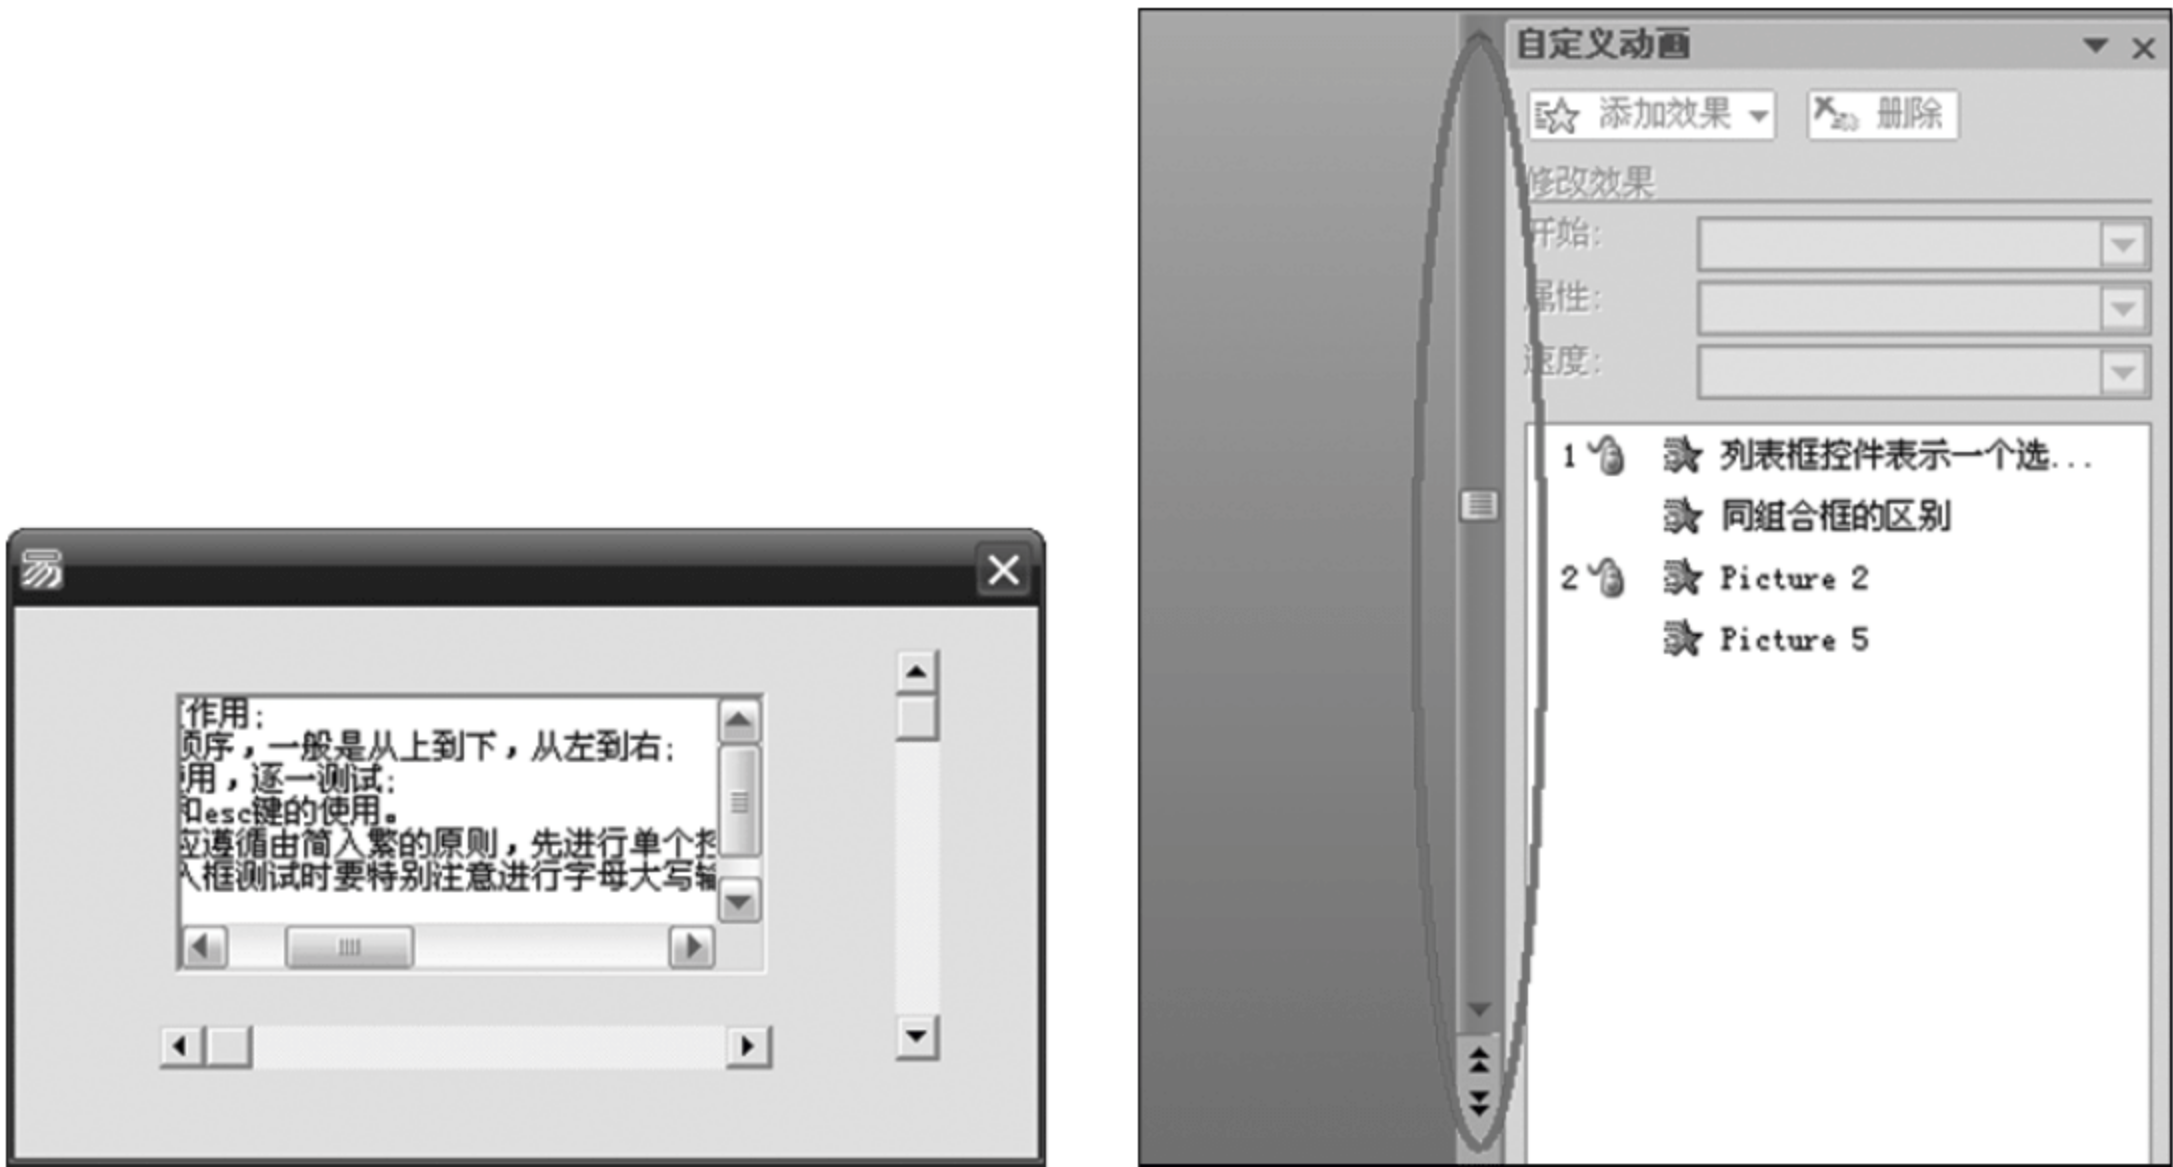 作用;
顺序，一般是从上到下，从左到右;
用，逐一测试;
和esc键的使用。
应遵循由简入繁的原则，先进行单个控
入框测试时要特别注意进行字母大写输
自定义动画
添加效果
删除
修改效果
开始:
属性:
速度:
1 列表框控件表示一个选...
同组合框的区别
2 Picture 2
Picture 5